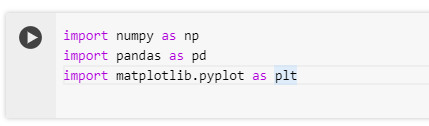 import numpy as np
import pandas as pd
import matplotlib.pyplot as plt